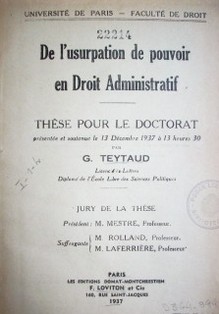 UNIVERSITÉ DE PARIS - FACULTÉ DE DROIT
22214
De l'usurpation de pouvoir
en Droit Administratif
THÈSE POUR LE DOCTORAT
présentée et soutenue le 13 Décembre 1937 à 13 heures 30
PAR
G. TEYTAUD
Licencié ès Lettres
Diplômé de l'École Libre des Sciences Politiques
JURY DE LA THÈSE
Président : M. MESTRE, Professeur.
Suffragants M. ROLLAND, Professeur.
M. LAFERRIÈRE, Professeur
PARIS
LES ÉDITIONS DOMAT-MONTCHRESTIEN
F. LOVITON et Cie
160, RUE SAINT-JACQUES
1937